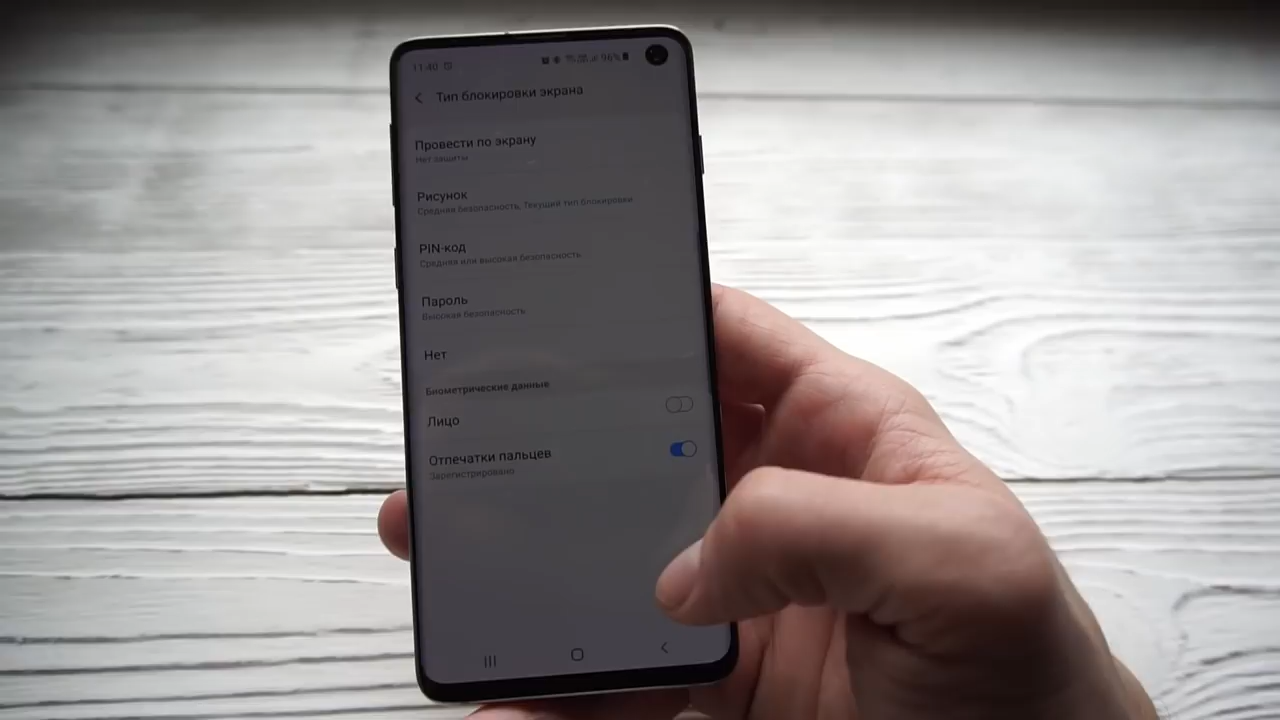 11:40
96%
Тип блокировки экрана
Провести по экрану
Нет защиты
Рисунок
Средняя безопасность, Текущий тип блокировки
PIN-код
Средняя или высокая безопасность
Пароль
Высокая безопасность
Нет
Биометрические данные
Лицо
Отпечатки пальцев
Зарегистрировано